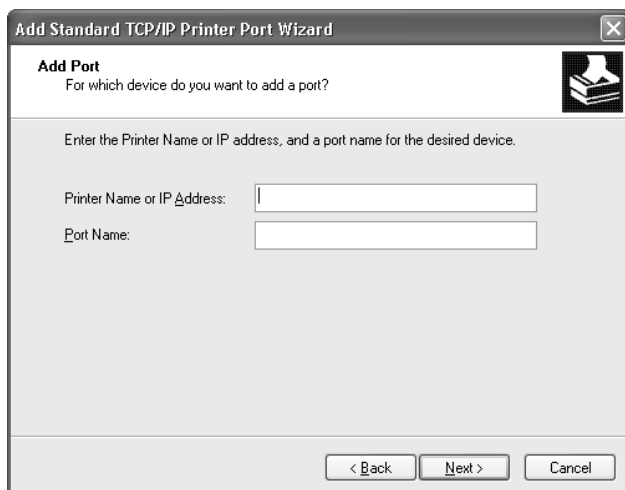 Add Standard TCP/IP Printer Port Wizard
Add Port
For which device do you want to add a port?
Enter the Printer Name or IP address, and a port name for the desired device.
Printer Name or IP Address:
Port Name:
< Back Next > Cancel